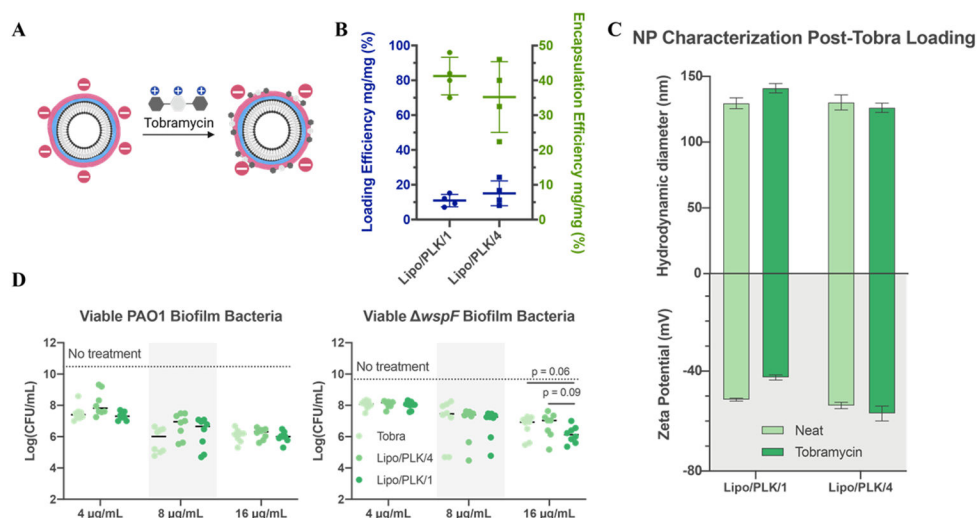 A
Tobramycin
B
Loading Efficiency mg/mg (%)
100
80
60
40
20
0
50
40
30
20
10
0
Encapsulation Efficiency mg/mg (%)
Lipo/PLK/1
Lipo/PLK/4
C
NP Characterization Post-Tobra Loading
Hydrodynamic diameter (nm)
150
130
0
Zeta Potential (mV)
-60
-80
Neat
Tobramycin
Lipo/PLK/1
Lipo/PLK/4
D
Viable PAO1 Biofilm Bacteria
Log(CFU/mL)
12
10
8
6
4
2
No treatment
4 µg/mL
8 µg/mL
16 µg/mL
Viable ΔwspF Biofilm Bacteria
Log(CFU/mL)
12
10
8
6
4
2
No treatment
p = 0.06
p = 0.09
Tobra
Lipo/PLK/4
Lipo/PLK/1
4 µg/mL
8 µg/mL
16 µg/mL